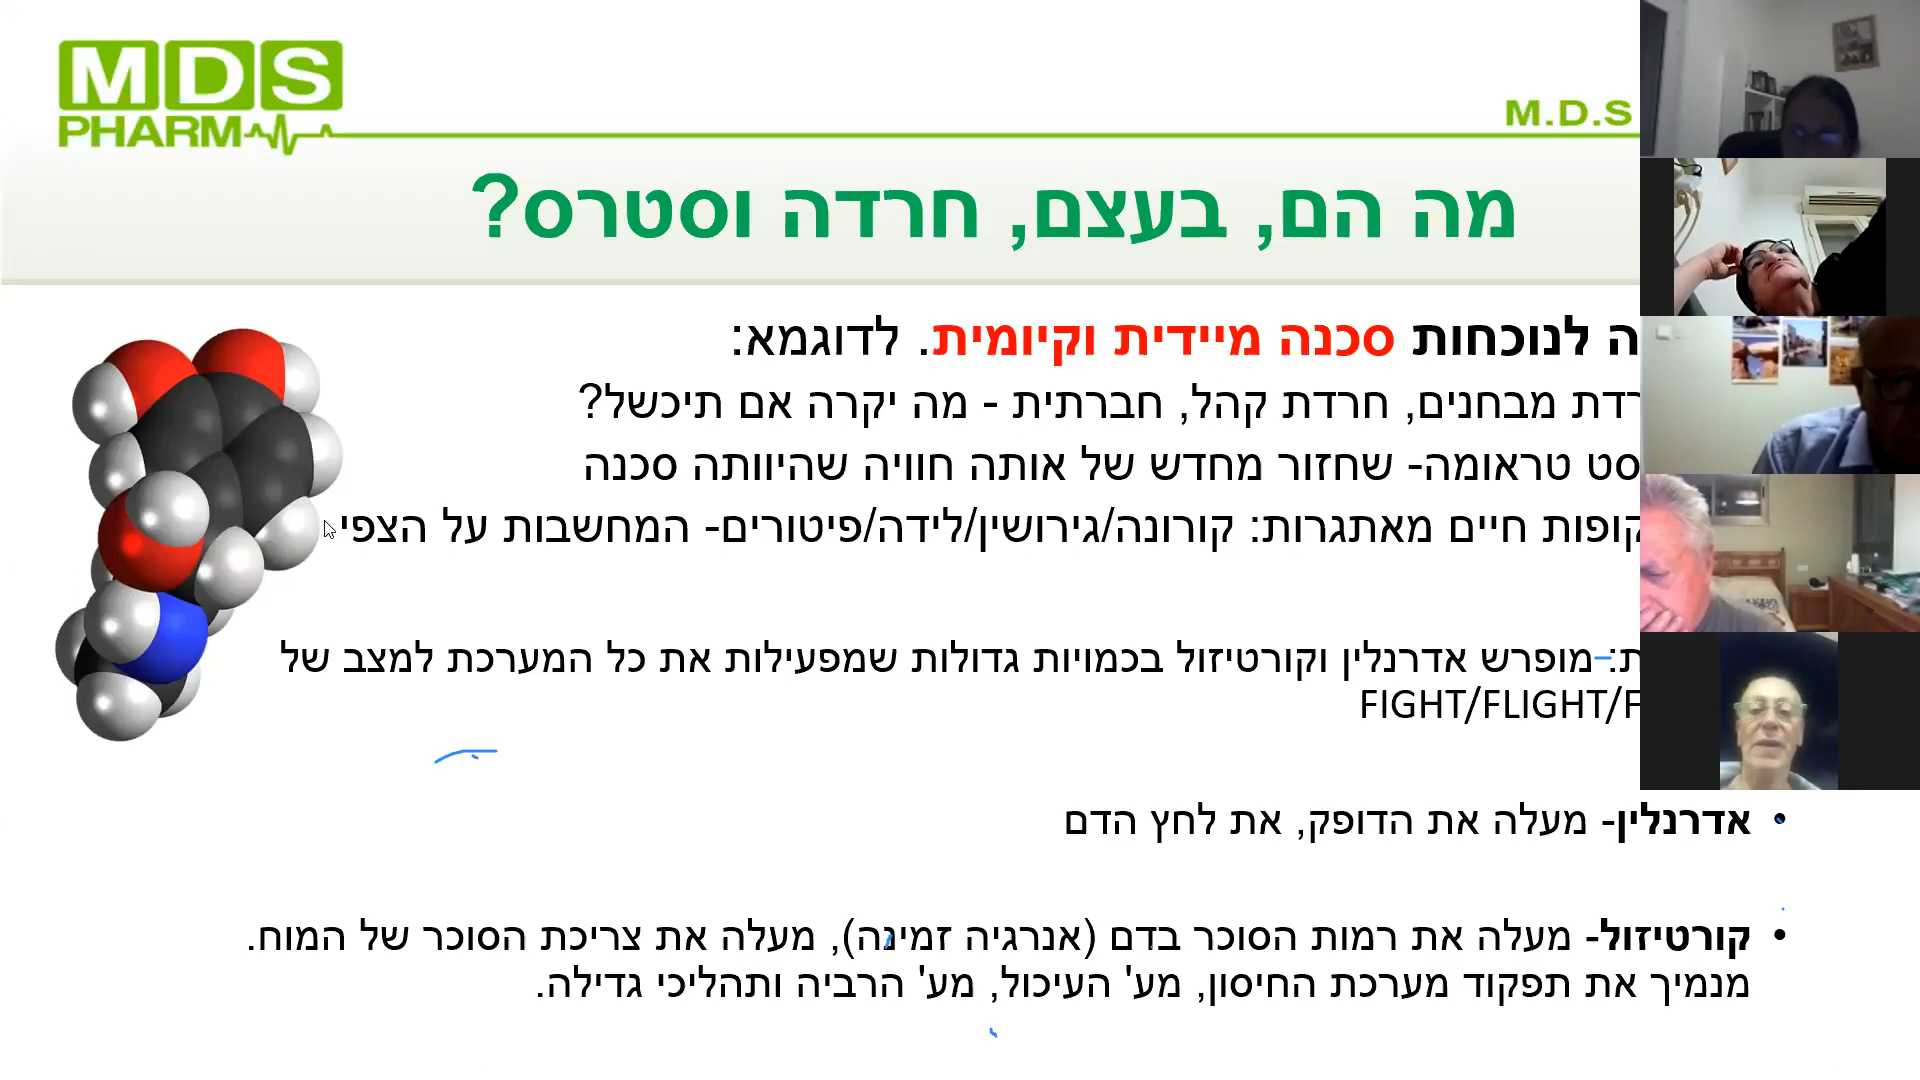 MDS
PHARM
M.D.S
מה הם, בעצם, חרדה וסטרס?
לנוכחות סכנה מיידית וקיומית. לדוגמא:
מבחנים, חרדת קהל, חברתית - מה יקרה אם תיכשל?
טראומה- שחזור מחדש של אותה חוויה שהיוותה סכנה
חיים מאתגרות: קורונה/גירושין/לידה/פיטורים- המחשבות על הצפי
מופרש אדרנלין וקורטיזול בכמויות גדולות שמפעילות את כל המערכת למצב של
FIGHT/FLIGHT/F
• אדרנלין- מעלה את הדופק, את לחץ הדם
• קורטיזול- מעלה את רמות הסוכר בדם (אנרגיה זמינה), מעלה את צריכת הסוכר של המוח.
מנמיך את תפקוד מערכת החיסון, מע' העיכול, מע' הרביה ותהליכי גדילה.